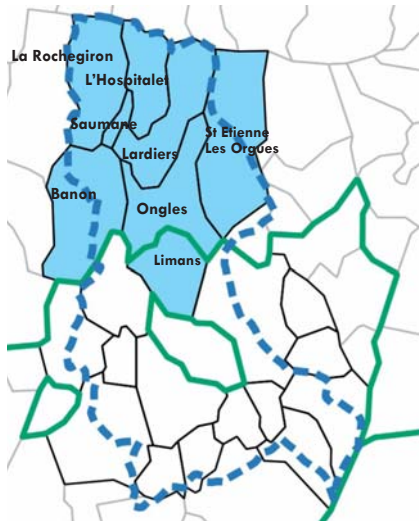 La Rochegiron
L'Hospitalet
Saumane
St Etienne
Les Orgues
Lardiers
Banon
Ongles
Limans